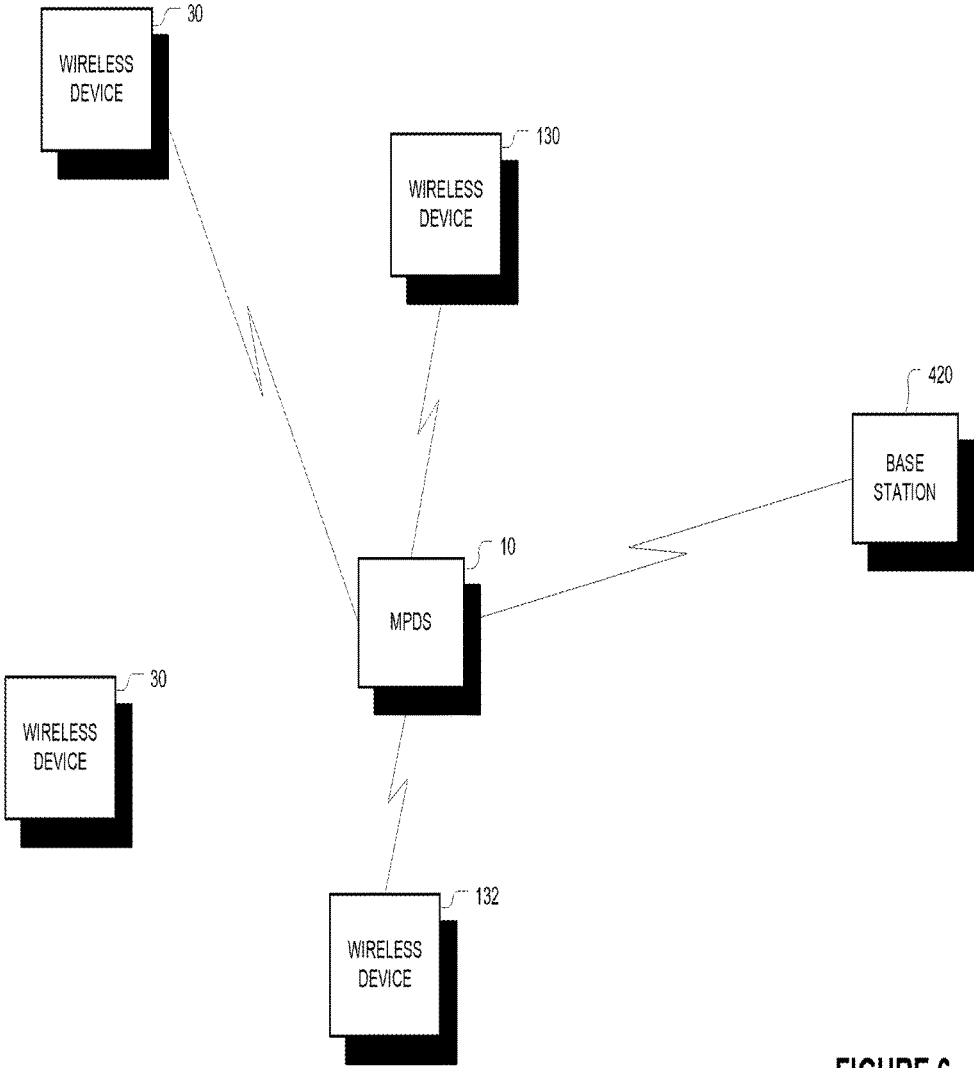 30
WIRELESS
DEVICE
130
WIRELESS
DEVICE
420
BASE
STATION
10
MPDS
30
WIRELESS
DEVICE
132
WIRELESS
DEVICE
FIGURE 6